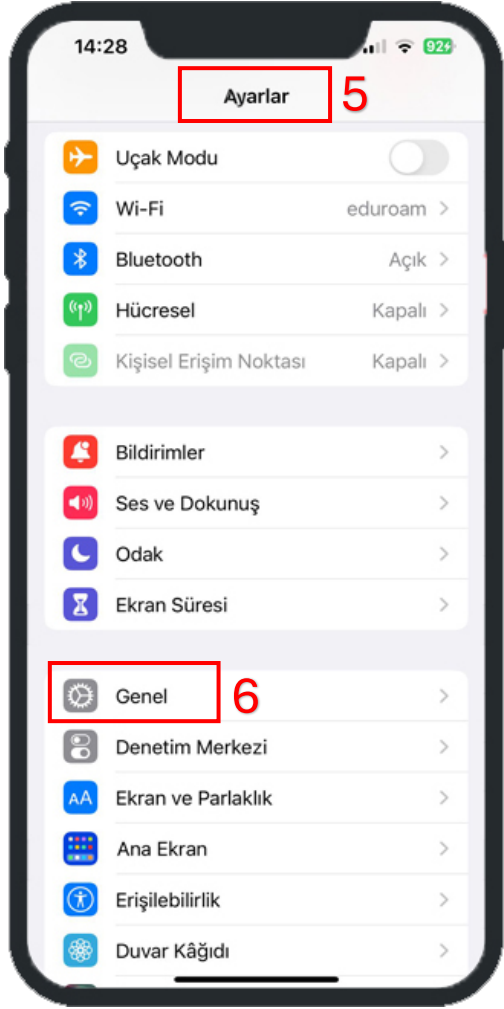 14:28
92
Ayarlar
5
Uçak Modu
Wi-Fi
eduroam
Bluetooth
Açık
Hücresel
Kapalı
Kişisel Erişim Noktası
Kapalı
Bildirimler
Ses ve Dokunuş
Odak
Ekran Süresi
Genel
6
Denetim Merkezi
AA
Ekran ve Parlaklık
Ana Ekran
Erişilebilirlik
Duvar Kâğıdı